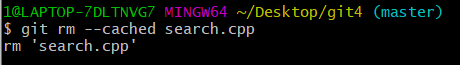 1@LAPTOP-7DLTNVG7 MINGW64 ~/Desktop/git4 (master)
$ git rm --cached search.cpp
rm 'search.cpp'